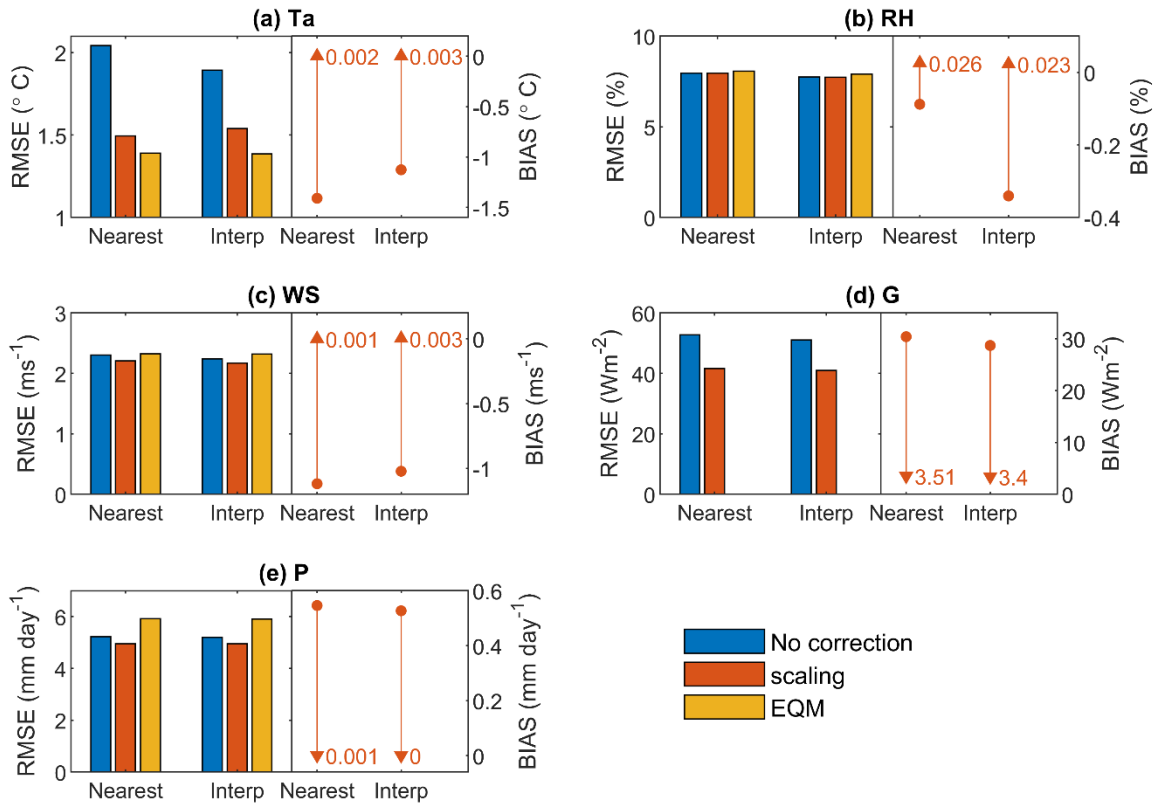 (a) Ta
RMSE (° C)
2
1.5
1
0.002
0.003
0
-0.5
-1
-1.5
BIAS (° C)
Nearest Interp Nearest Interp
(b) RH
RMSE (%)
10
5
0
0.026
0.023
0
-0.2
-0.4
BIAS (%)
Nearest Interp Nearest Interp
(c) WS
RMSE (ms⁻¹)
3
2
1
0
0.001
0.003
0
-0.5
-1
BIAS (ms⁻¹)
Nearest Interp Nearest Interp
(d) G
RMSE (Wm⁻²)
60
40
20
0
3.51
3.4
30
20
10
0
BIAS (Wm⁻²)
Nearest Interp Nearest Interp
(e) P
RMSE (mm day⁻¹)
6
4
2
0
0.001
0
0.6
0.4
0.2
0
BIAS (mm day⁻¹)
Nearest Interp Nearest Interp
No correction
scaling
EQM